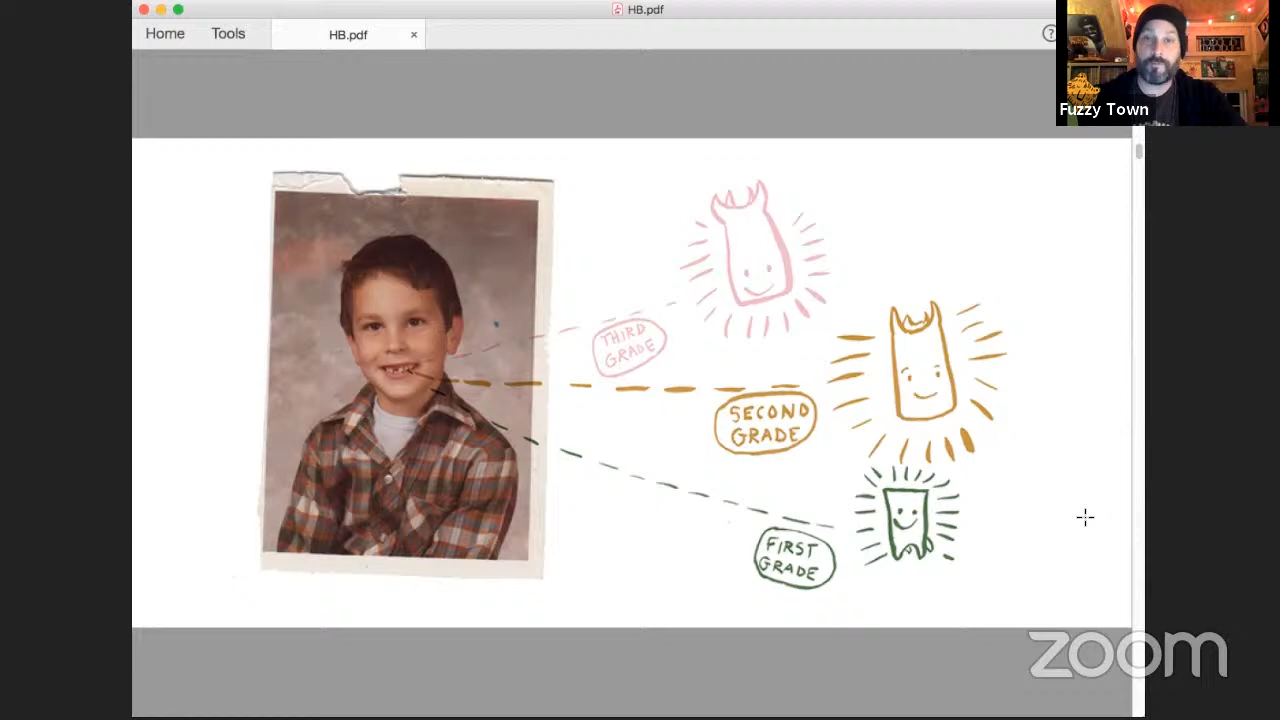 HB.pdf
Home
Tools
HB.pdf
×
?
Fuzzy Town
THIRD
GRADE
SECOND
GRADE
FIRST
GRADE
zoom